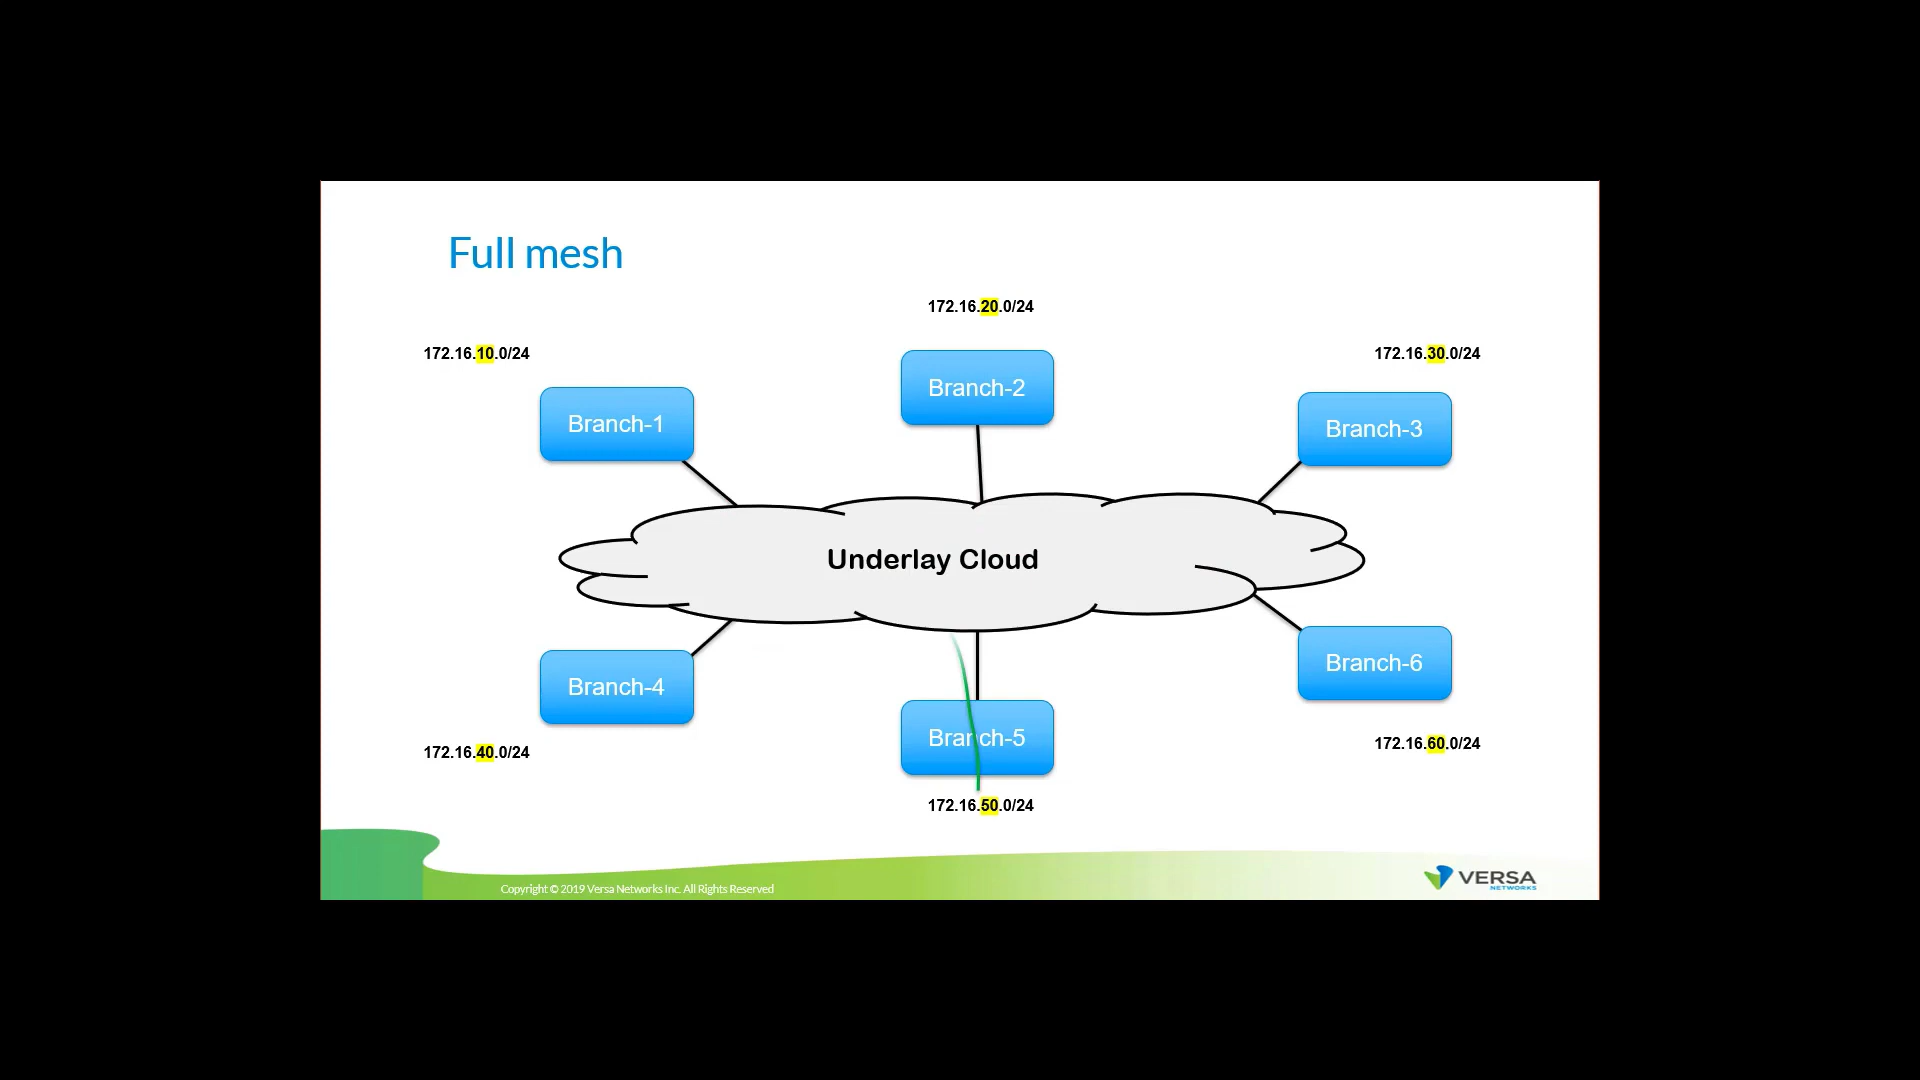 Full mesh
172.16.20.0/24
172.16.10.0/24
172.16.30.0/24
Branch-2
Branch-1
Branch-3
Underlay Cloud
Branch-6
Branch-4
Branch-5
172.16.60.0/24
172.16.40.0/24
172.16.50.0/24
Copyright © 2019 Versa Networks Inc. All Rights Reserved
VERSA
NETWORKS